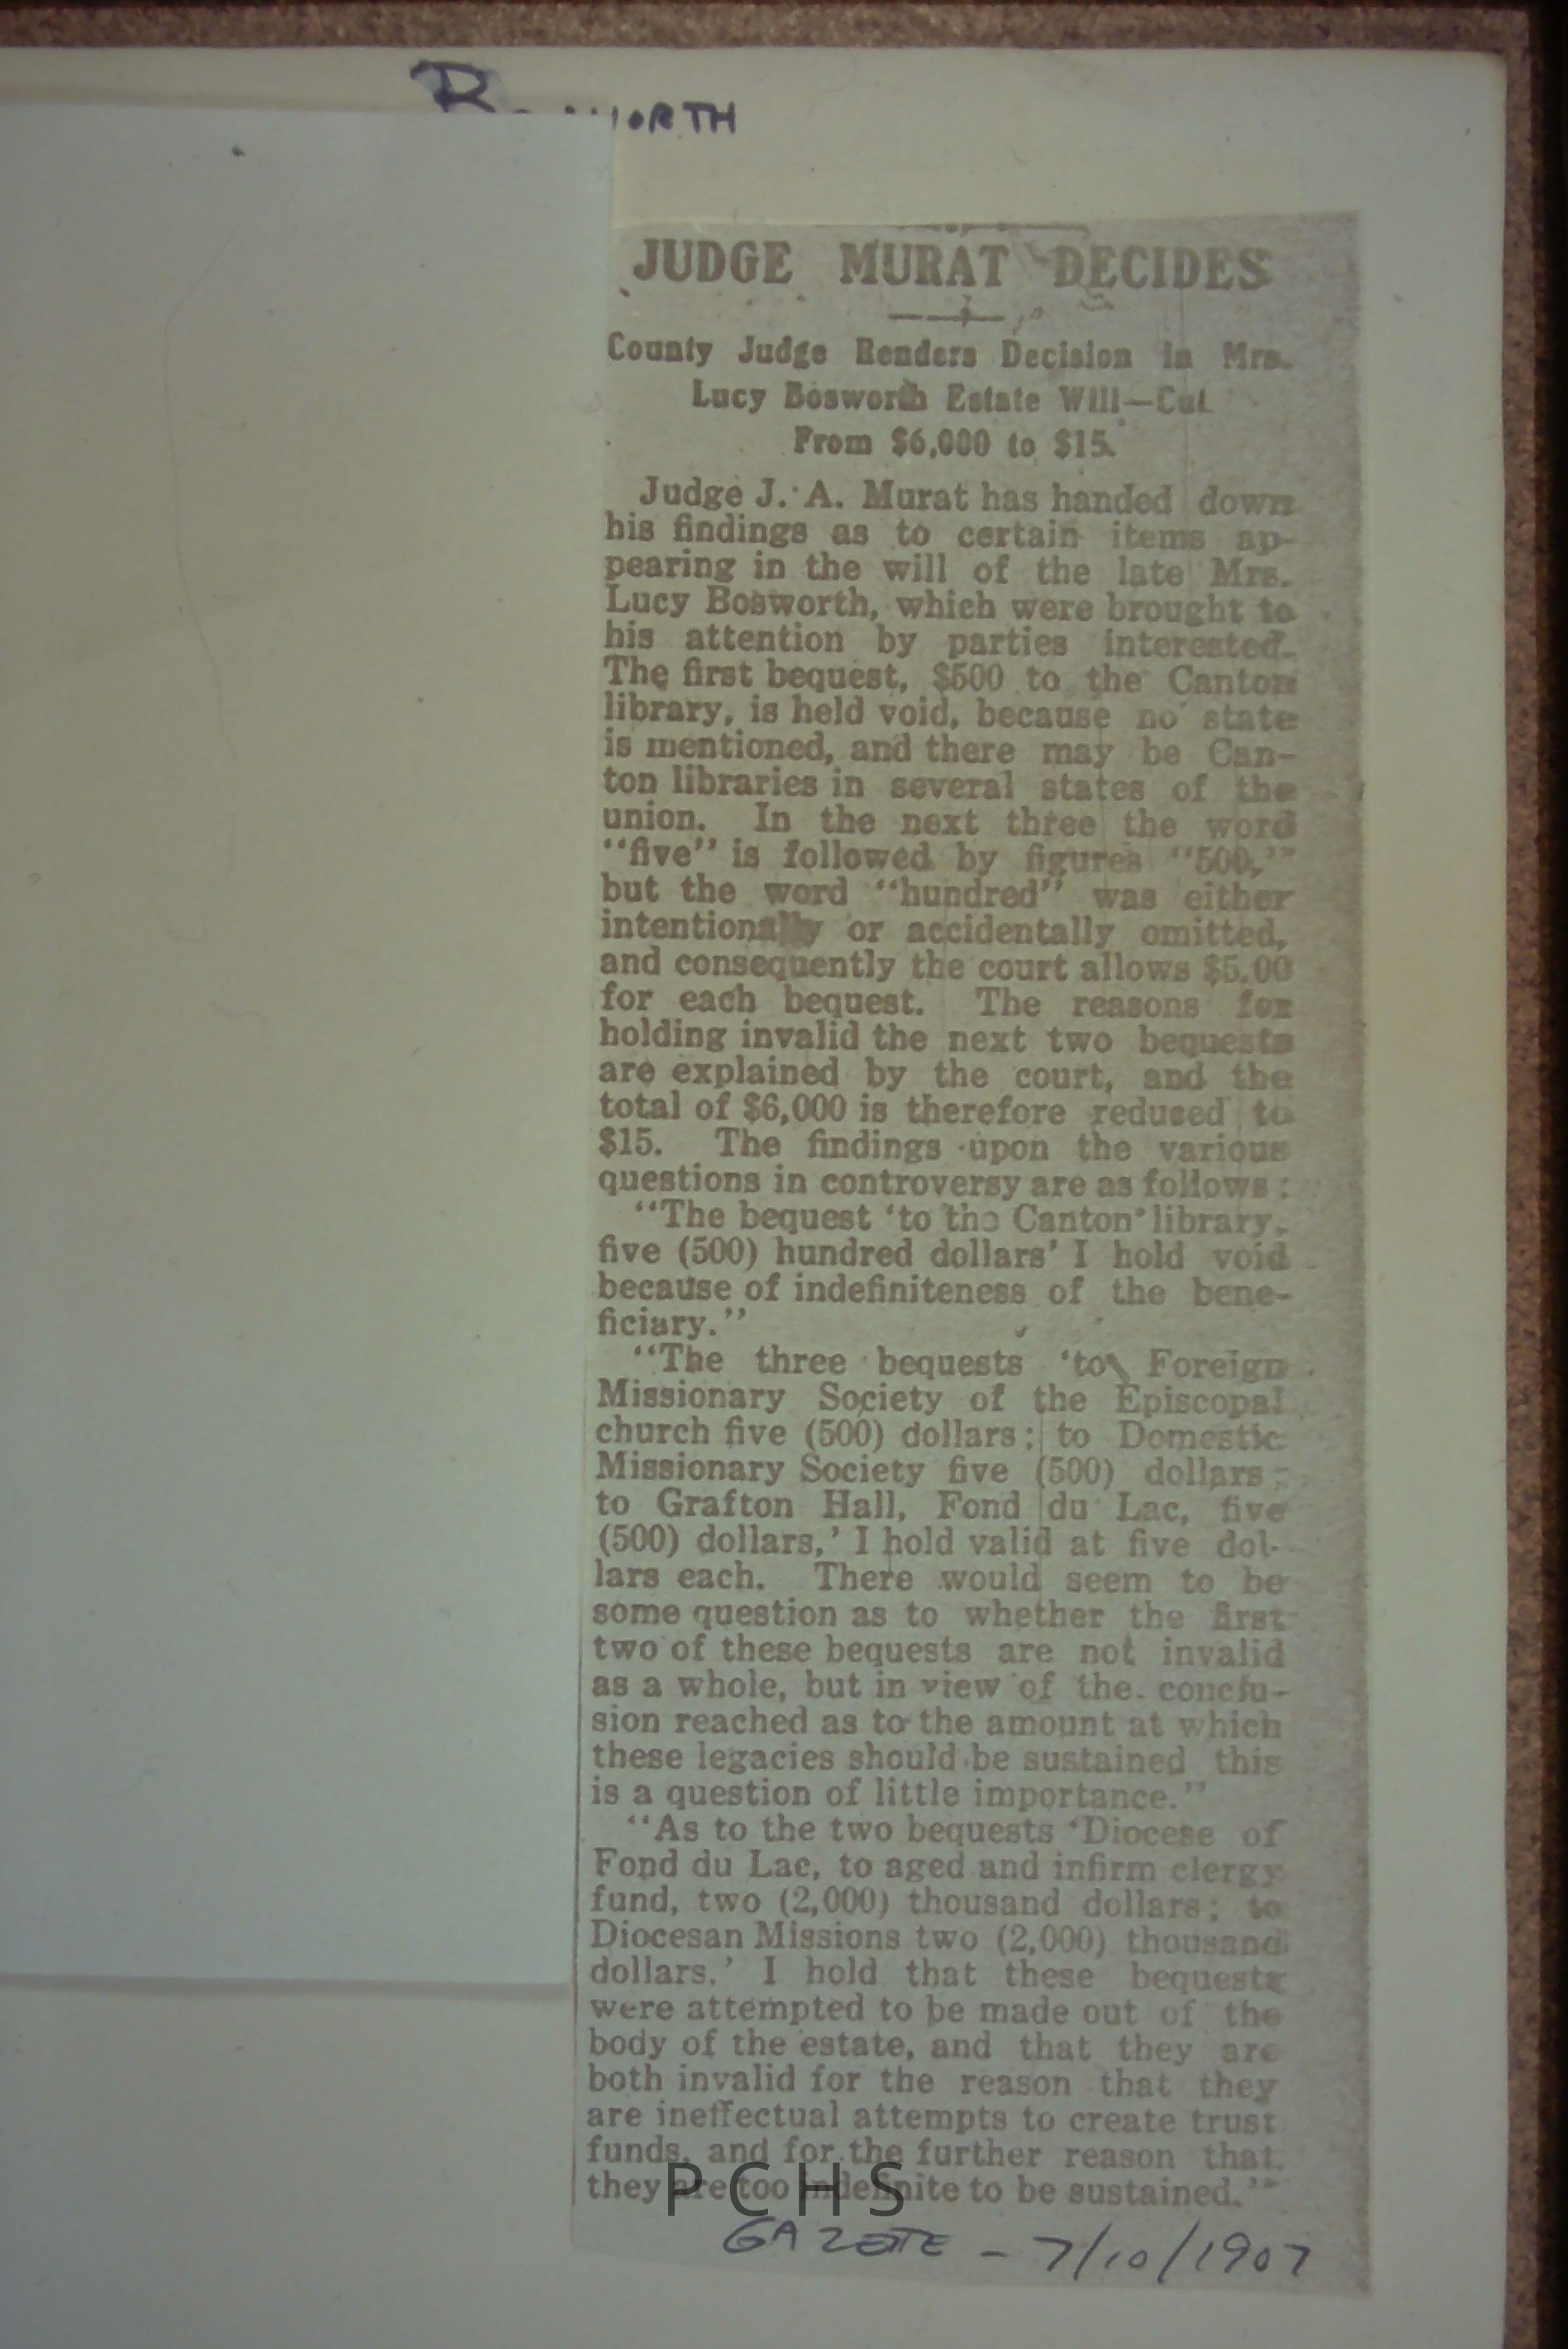 ORTH
JUDGE MURAT DECIDES
County Judge Renders Decision in Mrs.
Lucy Bosworth Estate Will—Cut
From $6,000 to $15.
Judge J. A. Murat has handed down
his findings as to certain items ap-
pearing in the will of the late Mrs.
Lucy Bosworth, which were brought to
his attention by parties interested.
The first bequest, $500 to the Canton
library, is held void, because no state
is mentioned, and there may be Can-
ton libraries in several states of the
union. In the next three the word
"five" is followed by figures "500,"
but the word "hundred" was either
intentionally or accidentally omitted,
and consequently the court allows $5.00
for each bequest. The reasons for
holding invalid the next two bequests
are explained by the court, and the
total of $6,000 is therefore reduced to
$15. The findings upon the various
questions in controversy are as follows:
"The bequest 'to the Canton library,
five (500) hundred dollars' I hold void
because of indefiniteness of the bene-
ficiary."
"The three bequests 'to Foreign
Missionary Society of the Episcopal
church five (500) dollars; to Domestic
Missionary Society five (500) dollars;
to Grafton Hall, Fond du Lac, five
(500) dollars,' I hold valid at five dol-
lars each. There would seem to be
some question as to whether the first
two of these bequests are not invalid
as a whole, but in view of the conclu-
sion reached as to the amount at which
these legacies should be sustained this
is a question of little importance."
"As to the two bequests 'Diocese of
Fond du Lac, to aged and infirm clergy
fund, two (2,000) thousand dollars; to
Diocesan Missions two (2,000) thousand
dollars,' I hold that these bequests
were attempted to be made out of the
body of the estate, and that they are
both invalid for the reason that they
are ineffectual attempts to create trust
funds, and for the further reason that
they are too indefinite to be sustained."
PCHS
GAZETTE - 7/10/1907